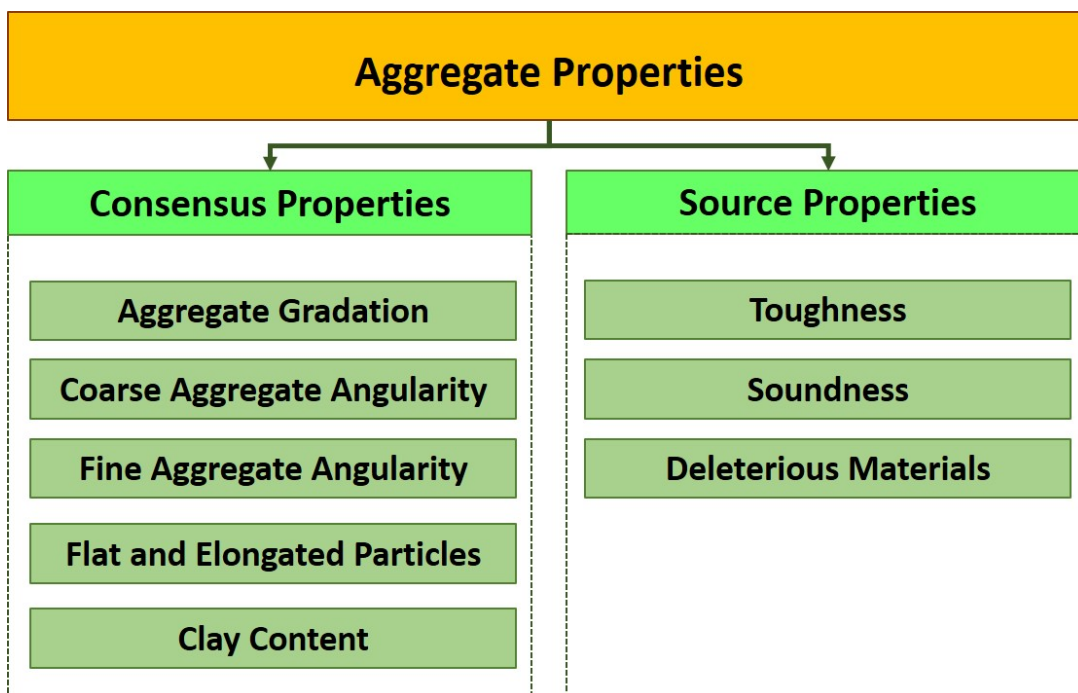 Aggregate Properties
Consensus Properties
Aggregate Gradation
Coarse Aggregate Angularity
Fine Aggregate Angularity
Flat and Elongated Particles
Clay Content
Source Properties
Toughness
Soundness
Deleterious Materials